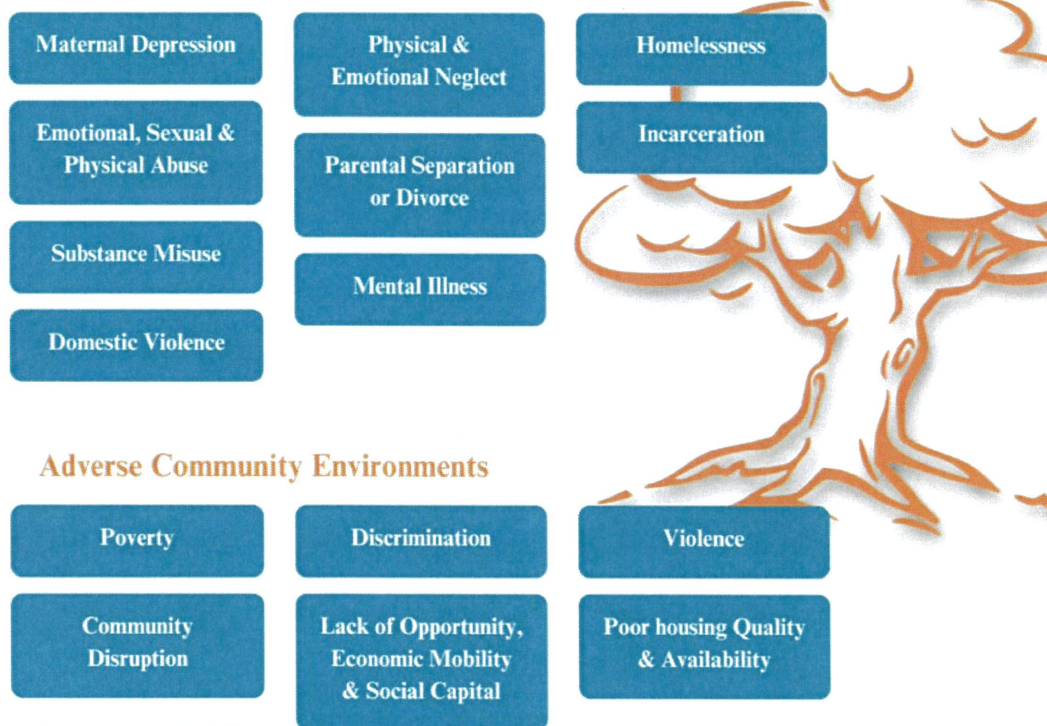 Maternal Depression
Emotional, Sexual &
Physical Abuse
Substance Misuse
Domestic Violence
Physical &
Emotional Neglect
Parental Separation
or Divorce
Mental Illness
Homelessness
Incarceration
Adverse Community Environments
Poverty
Discrimination
Violence
Community
Disruption
Lack of Opportunity,
Economic Mobility
& Social Capital
Poor housing Quality
& Availability